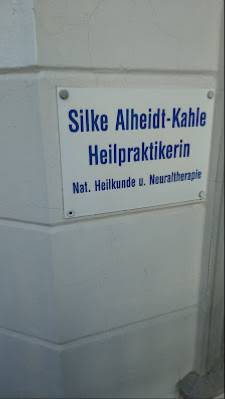 Silke Alheidt-Kahle
Heilpraktikerin
Nat. Heilkunde u. Neuraltherapie